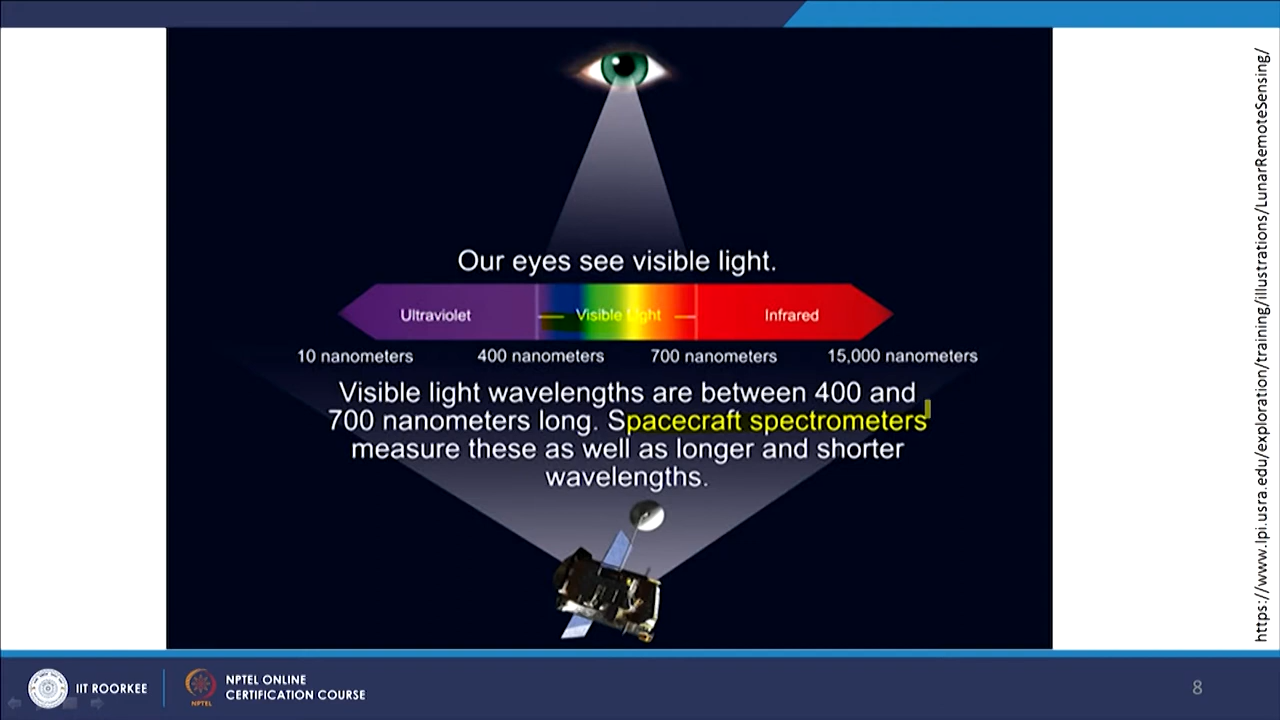 Our eyes see visible light.
Ultraviolet
Visible Light
Infrared
10 nanometers
400 nanometers
700 nanometers
15,000 nanometers
Visible light wavelengths are between 400 and
700 nanometers long. Spacecraft spectrometers
measure these as well as longer and shorter
wavelengths.
https://www.lpi.usra.edu/exploration/training/illustrations/LunarRemoteSensing/
IIT ROORKEE
NPTEL
NPTEL ONLINE
CERTIFICATION COURSE
8